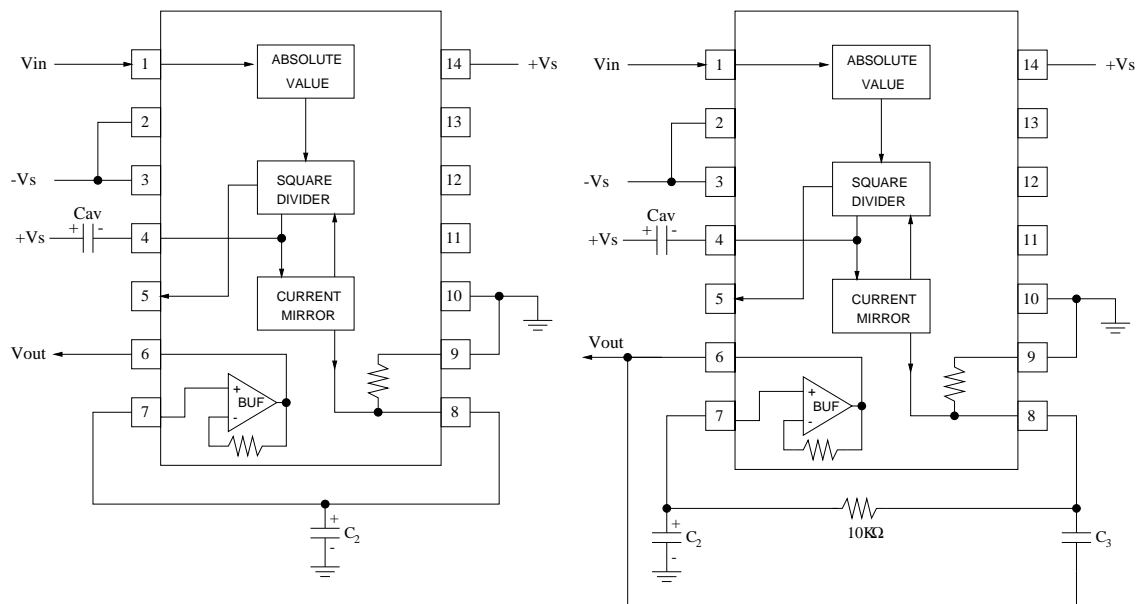 Vin
1
ABSOLUTE
VALUE
14
+Vs
2
13
-Vs
3
SQUARE
DIVIDER
12
Cav
+ -
+Vs
4
11
5
CURRENT
MIRROR
10
Vout
6
9
7
+
BUF
-
8
+
C2
-
Vin
1
ABSOLUTE
VALUE
14
+Vs
2
13
-Vs
3
SQUARE
DIVIDER
12
Cav
+ -
+Vs
4
11
5
CURRENT
MIRROR
10
Vout
6
9
7
+
BUF
-
8
+
C2
-
10KΩ
C3